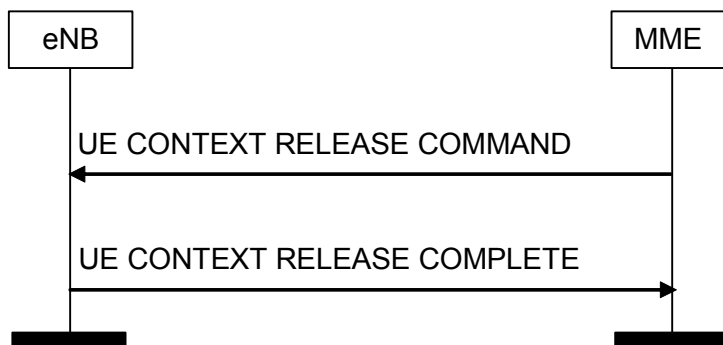 eNB
MME
UE CONTEXT RELEASE COMMAND
UE CONTEXT RELEASE COMPLETE